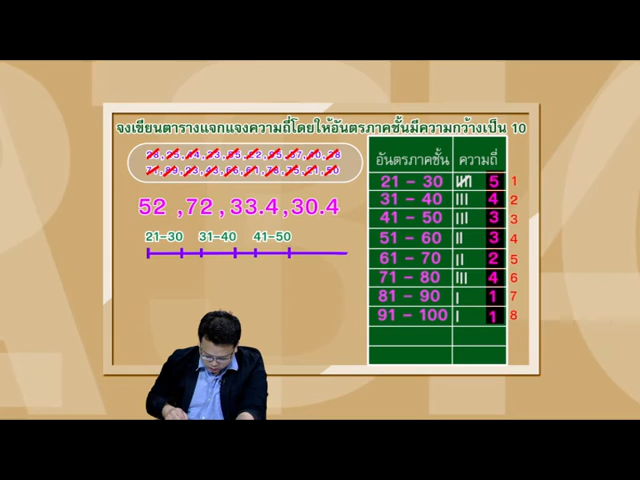 จงเขียนตารางแจกแจงความถี่โดยให้อันตรภาคชั้นมีความกว้างเป็น 10
52 ,72 , 33.4 ,30.4
21-30 31-40 41-50
อันตรภาคชั้น ความถี่
21 - 30 5 1
31 - 40 4 2
41 - 50 3 3
51 - 60 3 4
61 - 70 2 5
71 - 80 4 6
81 - 90 1 7
91 - 100 1 8